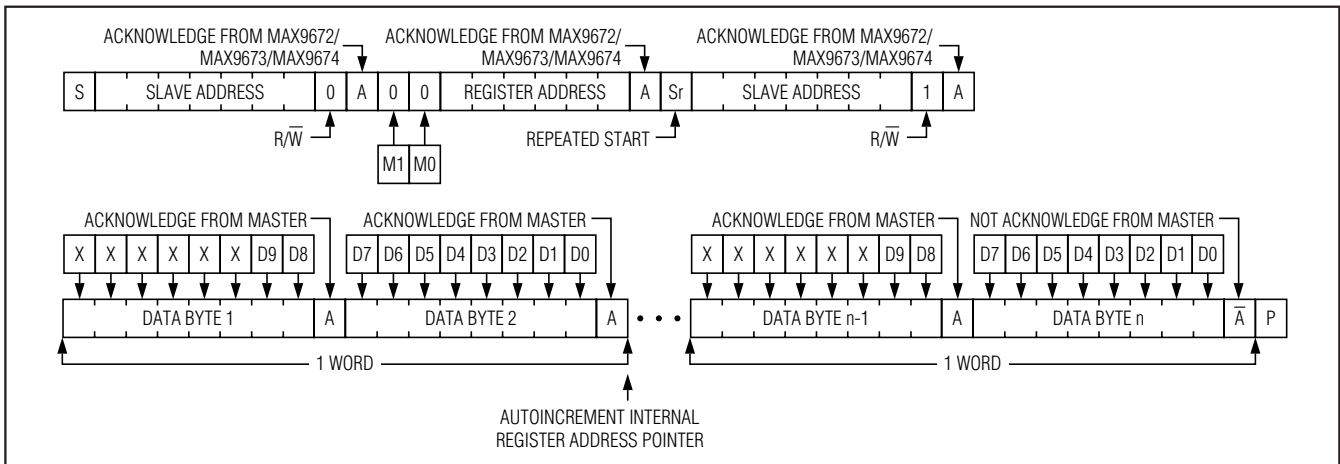 ACKNOWLEDGE FROM MAX9672/
MAX9673/MAX9674
ACKNOWLEDGE FROM MAX9672/
MAX9673/MAX9674
ACKNOWLEDGE FROM MAX9672/
MAX9673/MAX9674
S SLAVE ADDRESS 0 A 0 0 REGISTER ADDRESS A Sr SLAVE ADDRESS 1 A
R/W̅ REPEATED START R/W̅
M1 M0
ACKNOWLEDGE FROM MASTER ACKNOWLEDGE FROM MASTER ACKNOWLEDGE FROM MASTER NOT ACKNOWLEDGE FROM MASTER
X X X X X X D9 D8 D7 D6 D5 D4 D3 D2 D1 D0 X X X X X X D9 D8 D7 D6 D5 D4 D3 D2 D1 D0
DATA BYTE 1 A DATA BYTE 2 A • • • DATA BYTE n-1 A DATA BYTE n A̅ P
1 WORD 1 WORD
AUTOINCREMENT INTERNAL
REGISTER ADDRESS POINTER